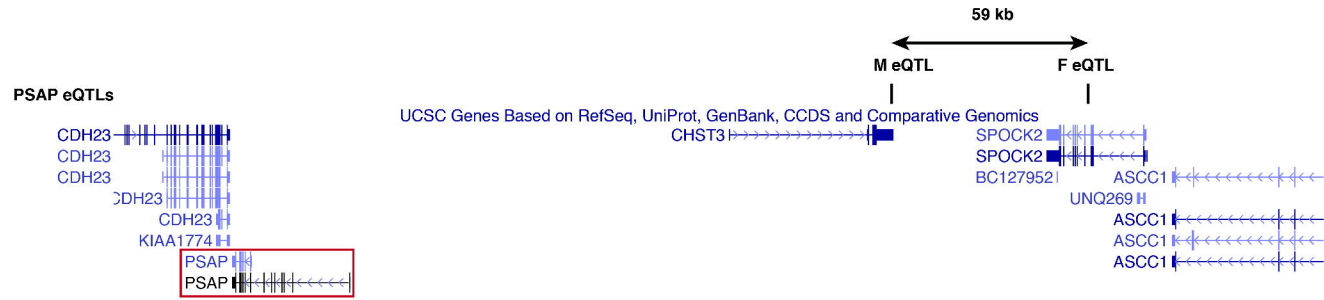 59 kb
M eQTL F eQTL
PSAP eQTLs
UCSC Genes Based on RefSeq, UniProt, GenBank, CCDS and Comparative Genomics
CDH23 CHST3 SPOCK2
CDH23 SPOCK2
CDH23 BC127952 ASCC1
CDH23 UNQ269
CDH23 ASCC1
KIAA1774 ASCC1
PSAP ASCC1
PSAP